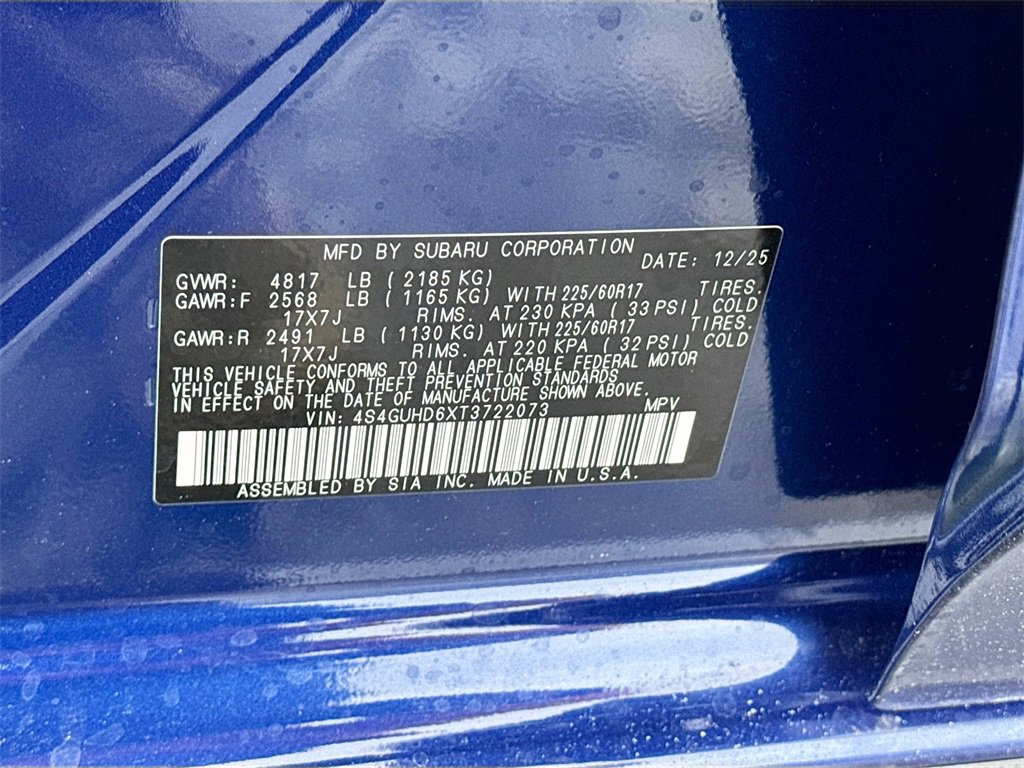 MFD BY SUBARU CORPORATION DATE: 12/25
GVWR: 4817 LB ( 2185 KG)
GAWR:F 2568 LB ( 1165 KG) WITH 225/60R17 TIRES.
17X7J RIMS. AT 230 KPA ( 33 PSI) COLD
GAWR:R 2491 LB ( 1130 KG) WITH 225/60R17 TIRES.
17X7J RIMS. AT 220 KPA ( 32 PSI) COLD
THIS VEHICLE CONFORMS TO ALL APPLICABLE FEDERAL MOTOR
VEHICLE SAFETY AND THEFT PREVENTION STANDARDS
IN EFFECT ON THE DATE OF MANUFACTURE SHOWN ABOVE.
VIN: 4S4GUHD6XT3722073 MPV
ASSEMBLED BY SIA INC. MADE IN U.S.A.